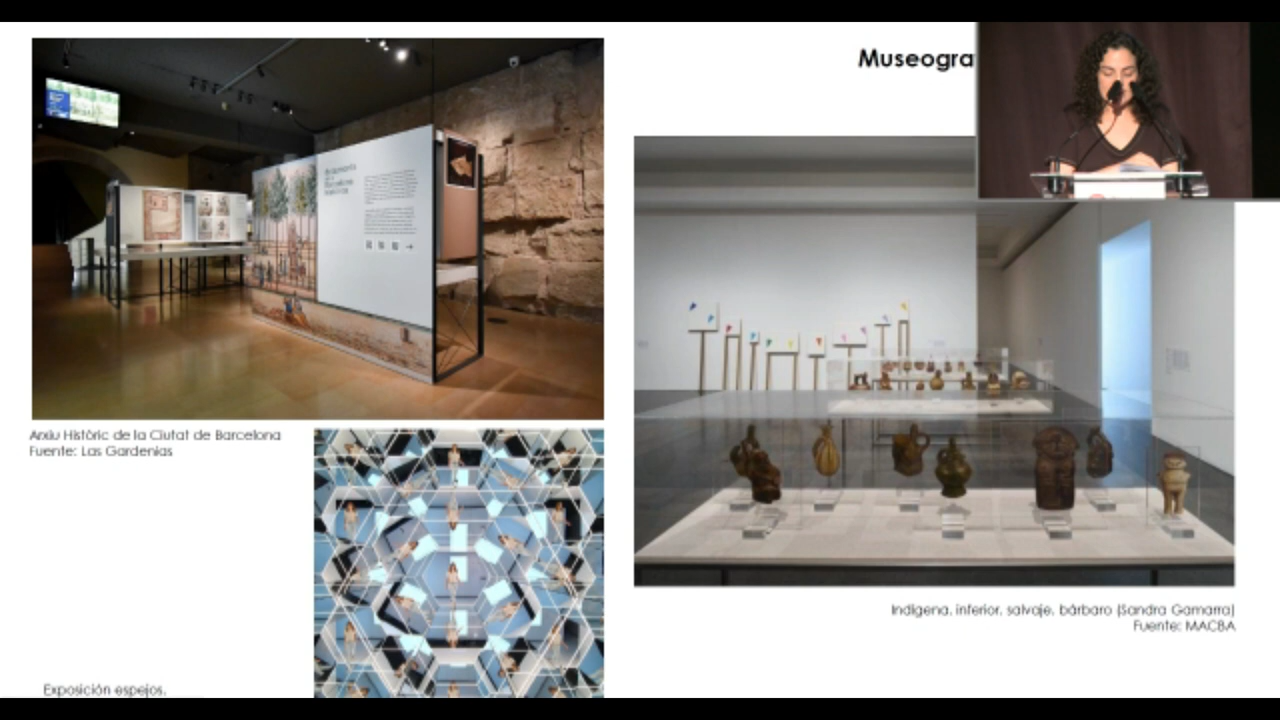 Museogra
Arxiu Històric de la Ciutat de Barcelona
Fuente: Las Gardenias
Indígena, inferior, salvaje, bárbaro (Sandra Gamarra)
Fuente: MACBA
Exposición espejos.